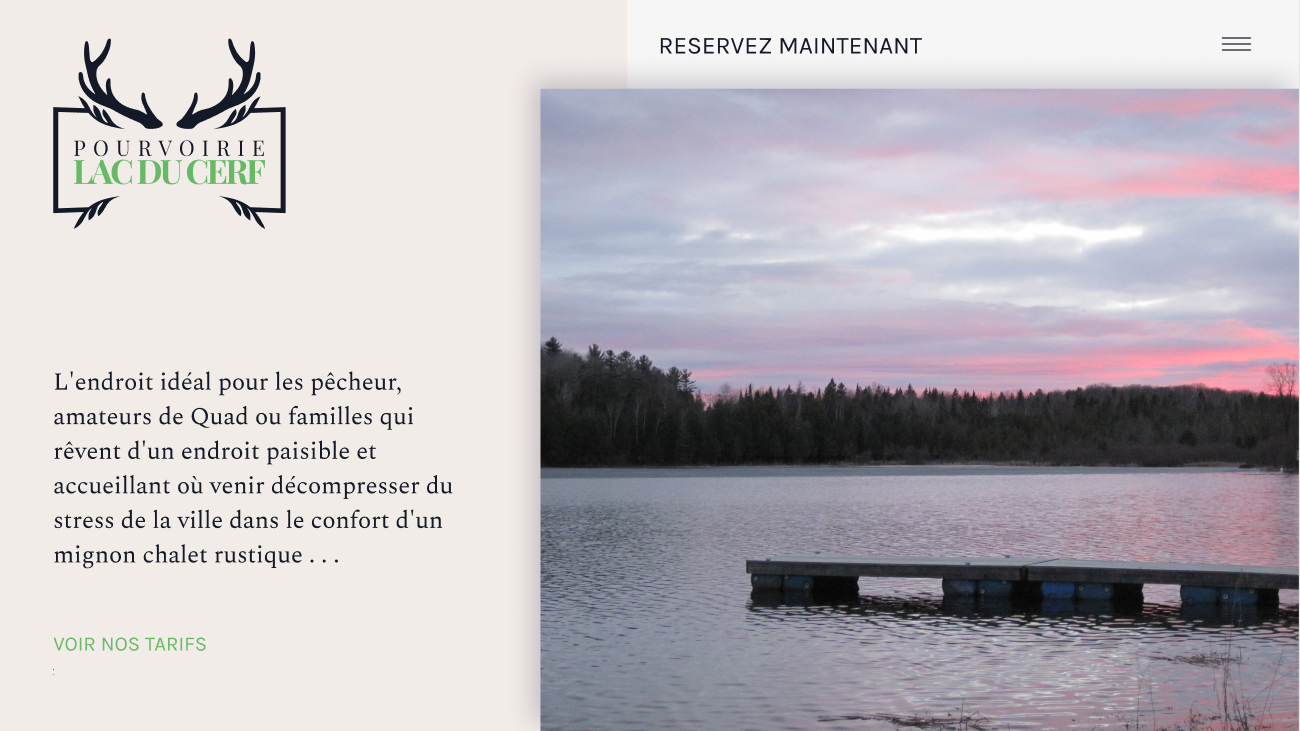 RESERVEZ MAINTENANT
POURVOIRIE
LAC DU CERF
L'endroit idéal pour les pêcheur,
amateurs de Quad ou familles qui
rêvent d'un endroit paisible et
accueillant où venir décompresser du
stress de la ville dans le confort d'un
mignon chalet rustique . . .
VOIR NOS TARIFS
: